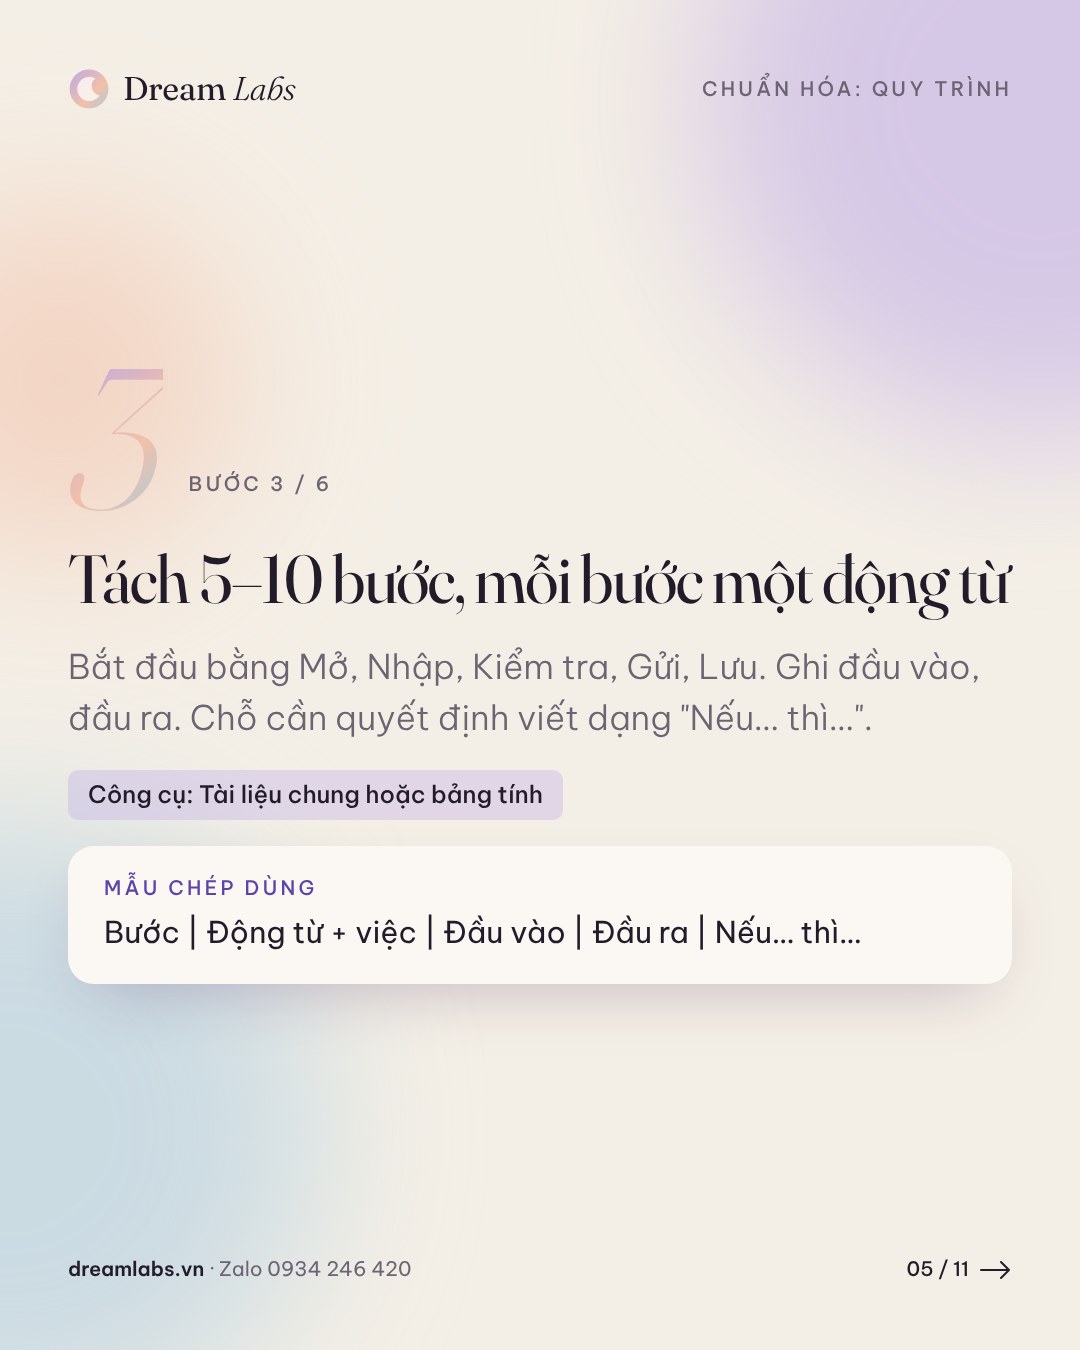 Dream Labs
CHUẨN HÓA: QUY TRÌNH
3
BƯỚC 3 / 6
Tách 5–10 bước, mỗi bước một động từ
Bắt đầu bằng Mở, Nhập, Kiểm tra, Gửi, Lưu. Ghi đầu vào,
đầu ra. Chỗ cần quyết định viết dạng "Nếu... thì...".
Công cụ: Tài liệu chung hoặc bảng tính
MẪU CHÉP DÙNG
Bước | Động từ + việc | Đầu vào | Đầu ra | Nếu... thì...
dreamlabs.vn · Zalo 0934 246 420
05 / 11 →